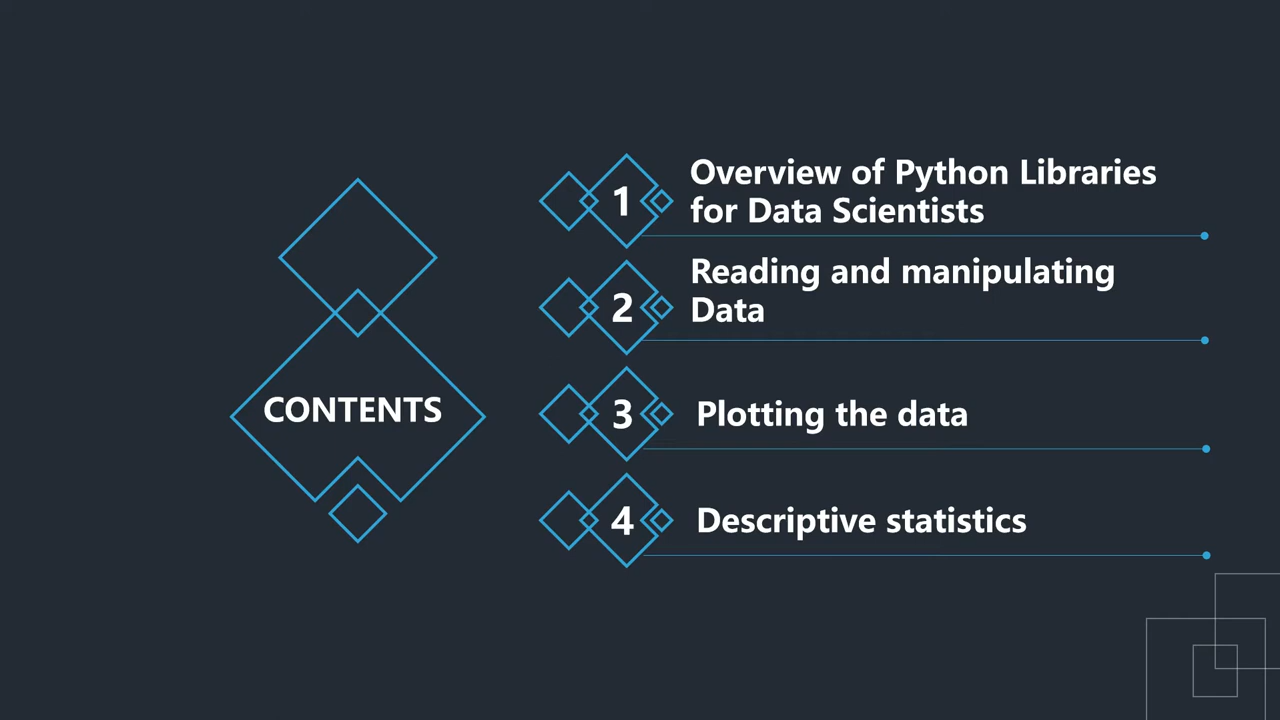 CONTENTS
1
Overview of Python Libraries
for Data Scientists
2
Reading and manipulating
Data
3
Plotting the data
4
Descriptive statistics